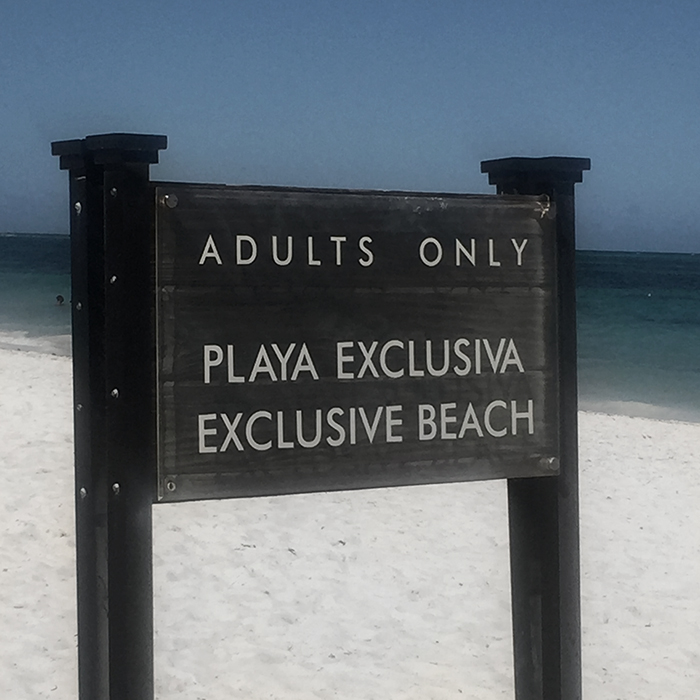 ADULTS ONLY
PLAYA EXCLUSIVA
EXCLUSIVE BEACH